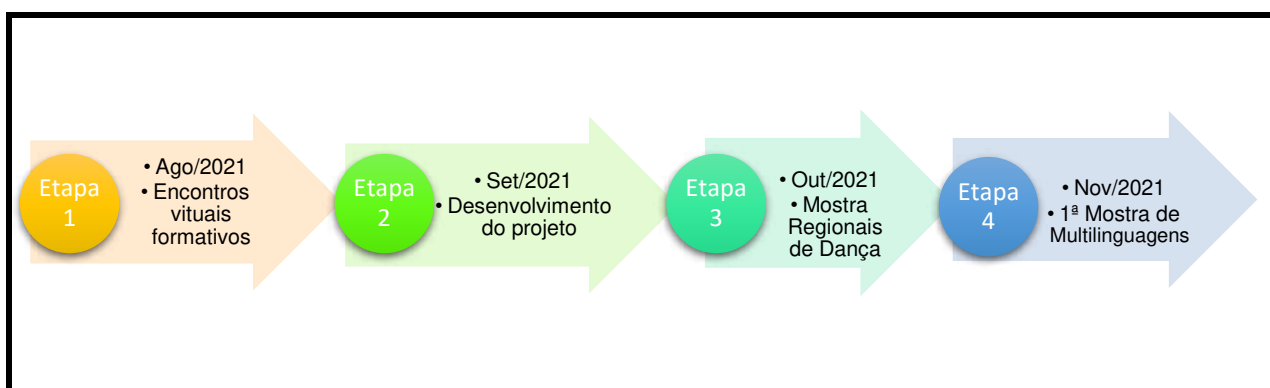 Etapa
1
• Ago/2021
• Encontros
vituais
formativos
Etapa
2
• Set/2021
• Desenvolvimento
do projeto
Etapa
3
• Out/2021
• Mostra
Regionais
de Dança
Etapa
4
• Nov/2021
• 1ª Mostra de
Multilinguagens